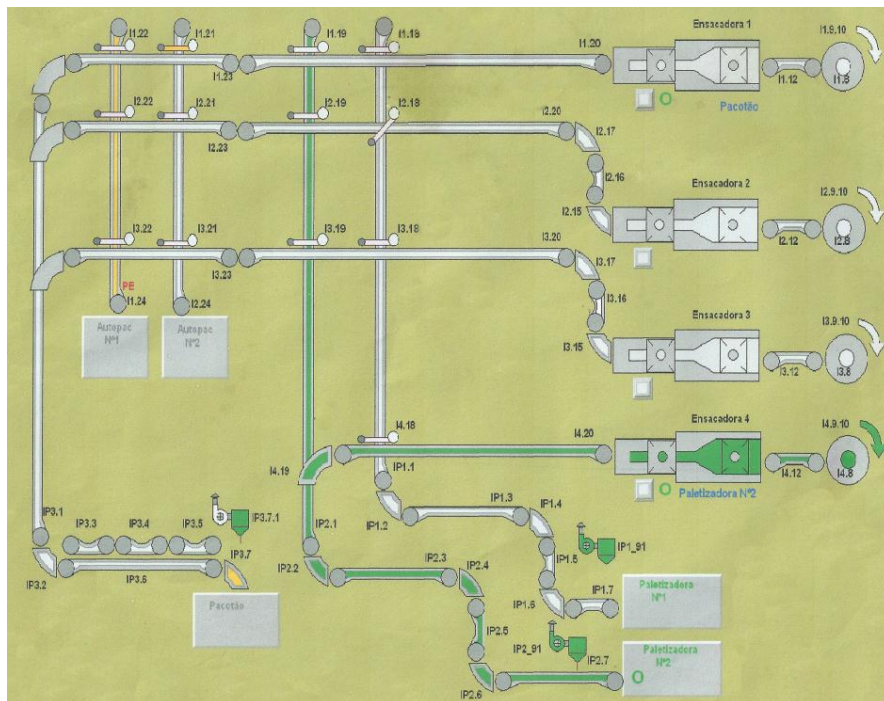 I1.22
I1.21
I1.19
I1.18
I1.20
Ensacadora 1
I1.9.10
I1.23
I1.12
I1.8
Pacotão
O
I2.22
I2.21
I2.19
I2.18
I2.20
I2.17
I2.23
I2.16
Ensacadora 2
I2.9.10
I2.15
I2.12
I2.8
I3.22
I3.21
I3.19
I3.18
I3.20
I3.17
I3.23
I3.16
PE
I1.24
I2.24
Ensacadora 3
I3.9.10
Autopac
Nº1
Autopac
Nº2
I3.15
I3.12
I3.8
Ensacadora 4
I4.18
I4.20
I4.9.10
I4.19
IP1.1
I4.12
I4.8
O
Paletizadora Nº2
IP3.1
IP3.3
IP3.4
IP3.5
IP3.7.1
IP2.1
IP1.2
IP1.3
IP1.4
IP3.7
IP2.2
IP2.3
IP2.4
IP1.5
IP1_91
IP3.2
IP3.6
IP1.6
IP1.7
Paletizadora
Nº1
Pacotão
IP2.5
IP2_91
IP2.7
Paletizadora
Nº2
O
IP2.6